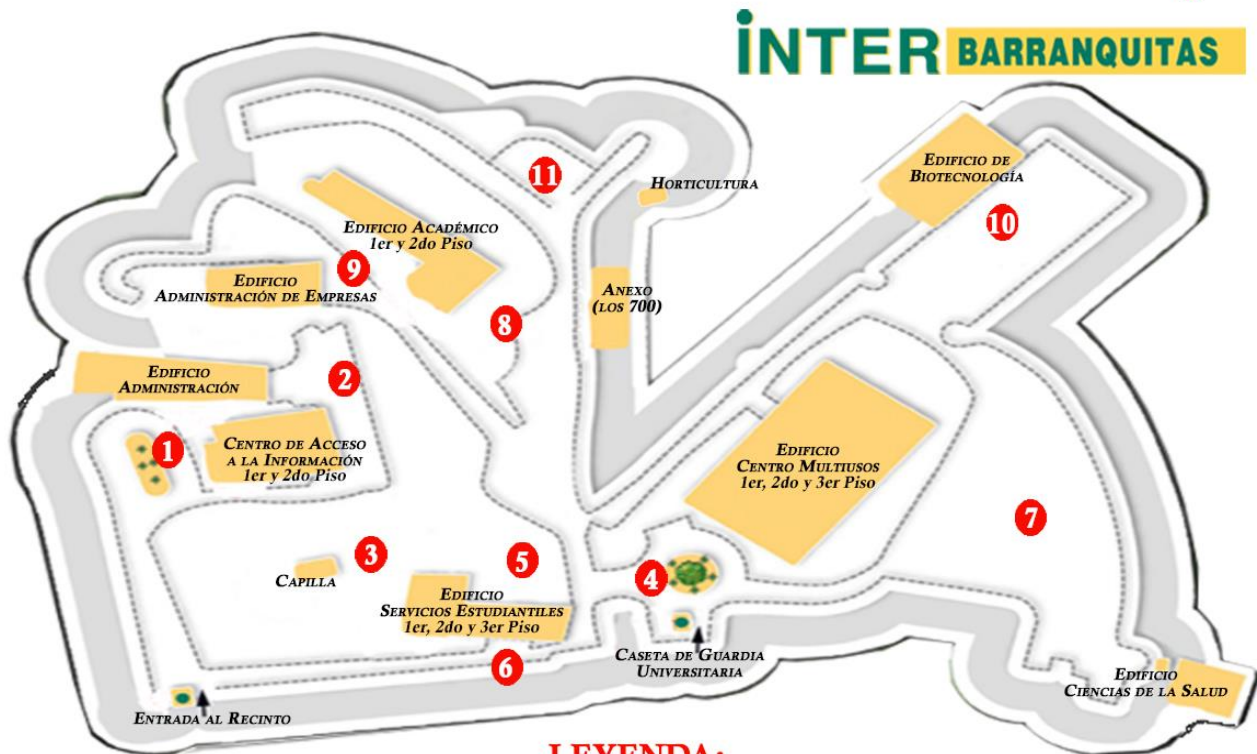 INTER BARRANQUITAS
11
HORTICULTURA
EDIFICIO DE
BIOTECNOLOGÍA
10
EDIFICIO ACADÉMICO
1er y 2do Piso
9
EDIFICIO
ADMINISTRACIÓN DE EMPRESAS
ANEXO
(LOS 700)
8
EDIFICIO
ADMINISTRACIÓN
2
1
CENTRO DE ACCESO
A LA INFORMACIÓN
1er y 2do Piso
EDIFICIO
CENTRO MULTIUSOS
1er, 2do y 3er Piso
7
3
CAPILLA
5
4
EDIFICIO
SERVICIOS ESTUDIANTILES
1er, 2do y 3er Piso
6
CASETA DE GUARDIA
UNIVERSITARIA
EDIFICIO
CIENCIAS DE LA SALUD
ENTRADA AL RECINTO
LEYENDA: